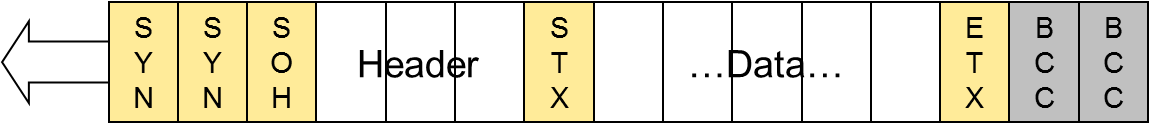 SYN SYN SOH Header STX …Data… ETX BCC BCC